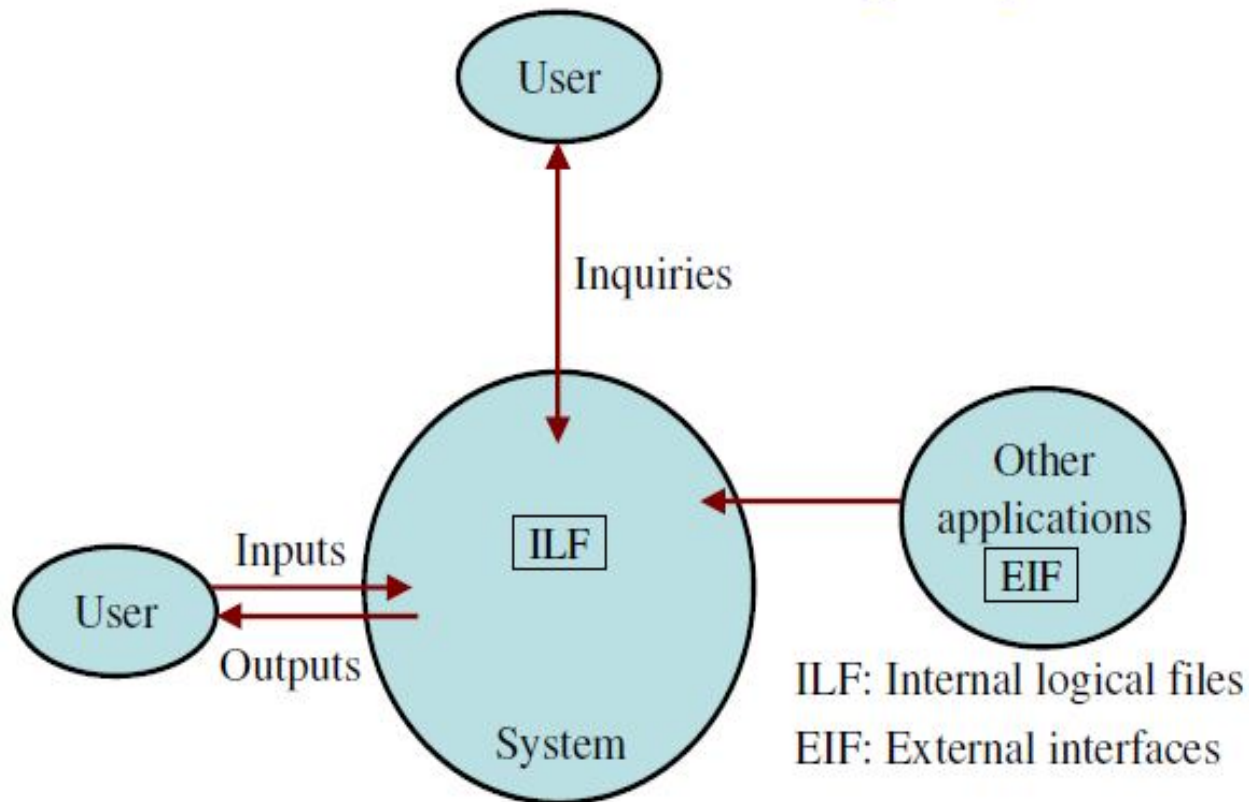 User
Inquiries
Other
applications
EIF
ILF
Inputs
User
Outputs
System
ILF: Internal logical files
EIF: External interfaces